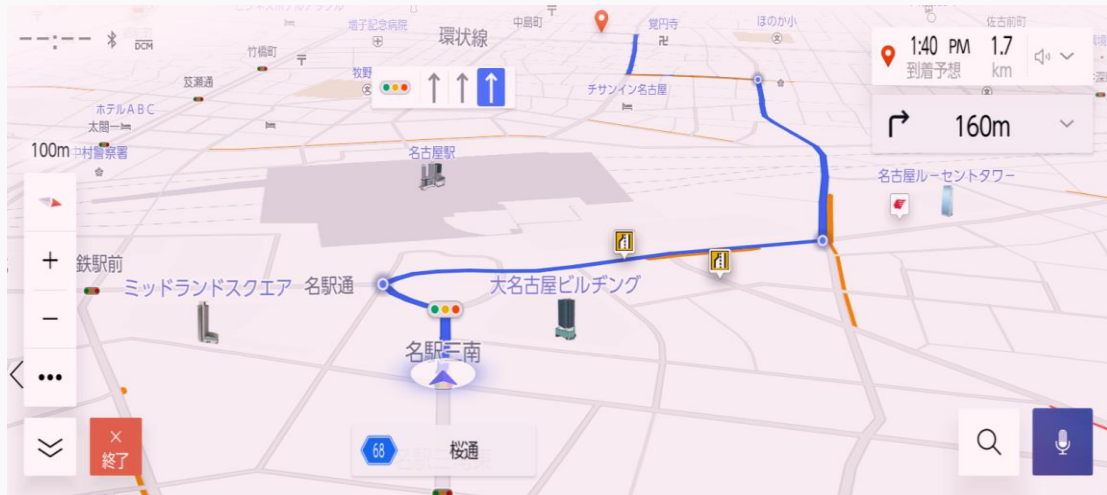 --:--
DCM
増子記念病院
中島町
覚円寺
ほのか小
佐古前町
竹橋町
環状線
笈瀬通
牧野
チサンイン名古屋
1:40 PM 1.7
到着予想 km
ホテルABC
太閤一
160m
100m
中村警察署
名古屋駅
名古屋ルーセントタワー
鉄駅前
ミッドランドスクエア
名駅通
大名古屋ビルヂング
名駅三南
×
終了
68
桜通